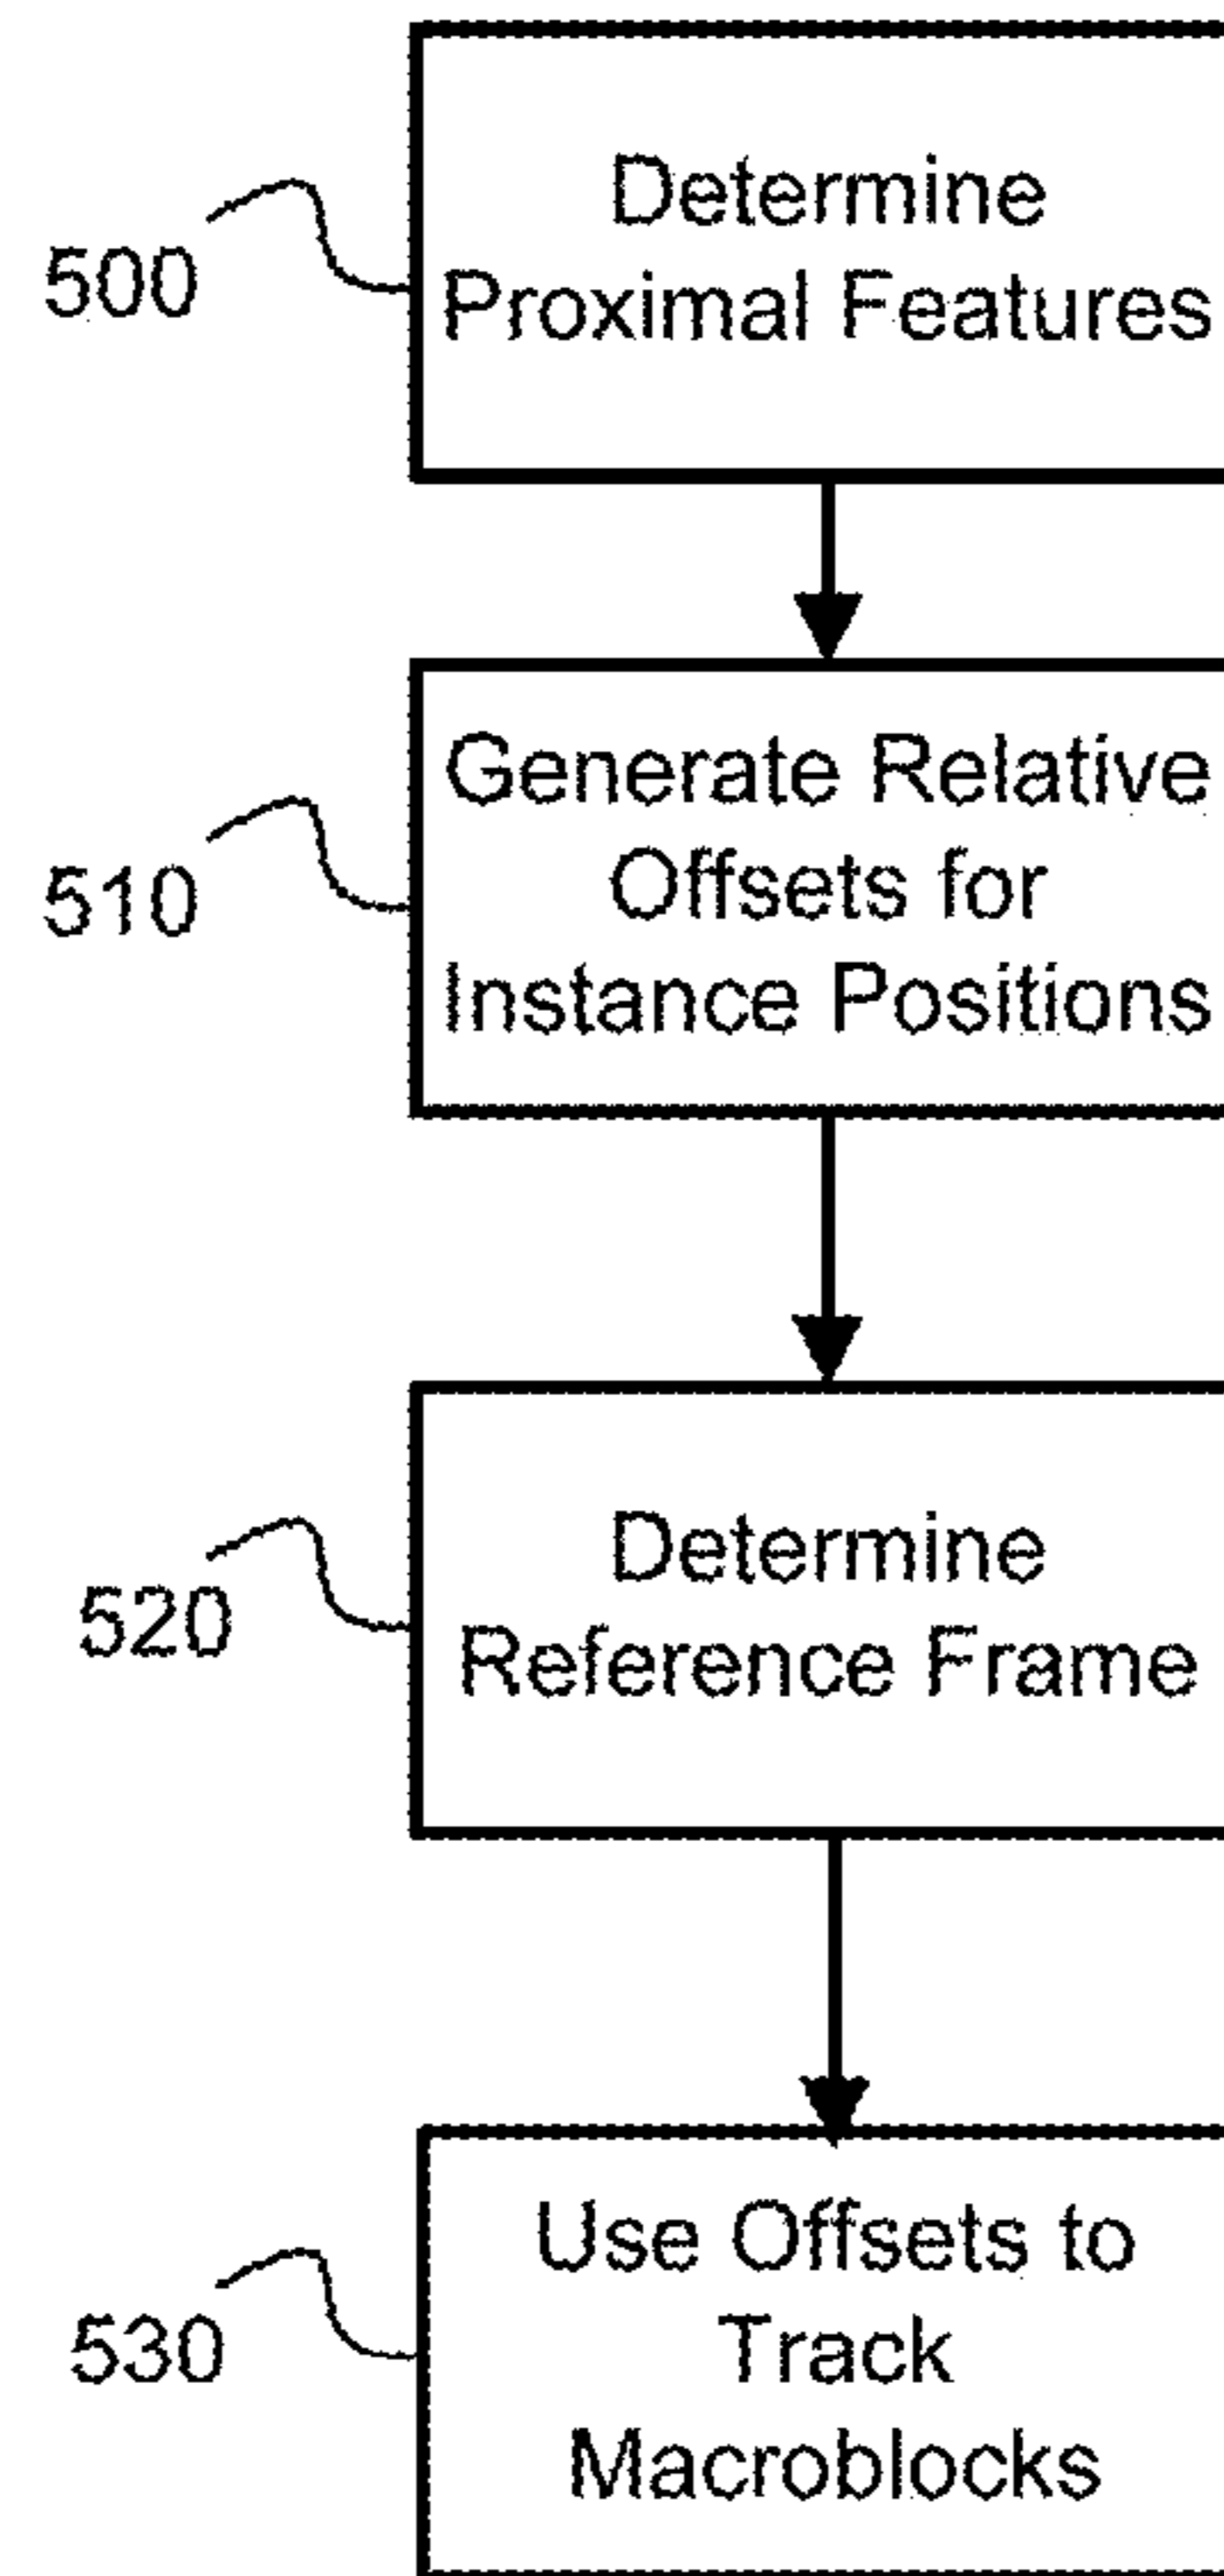 500
Determine
Proximal Features
510
Generate Relative
Offsets for
Instance Positions
520
Determine
Reference Frame
530
Use Offsets to
Track
Macroblocks